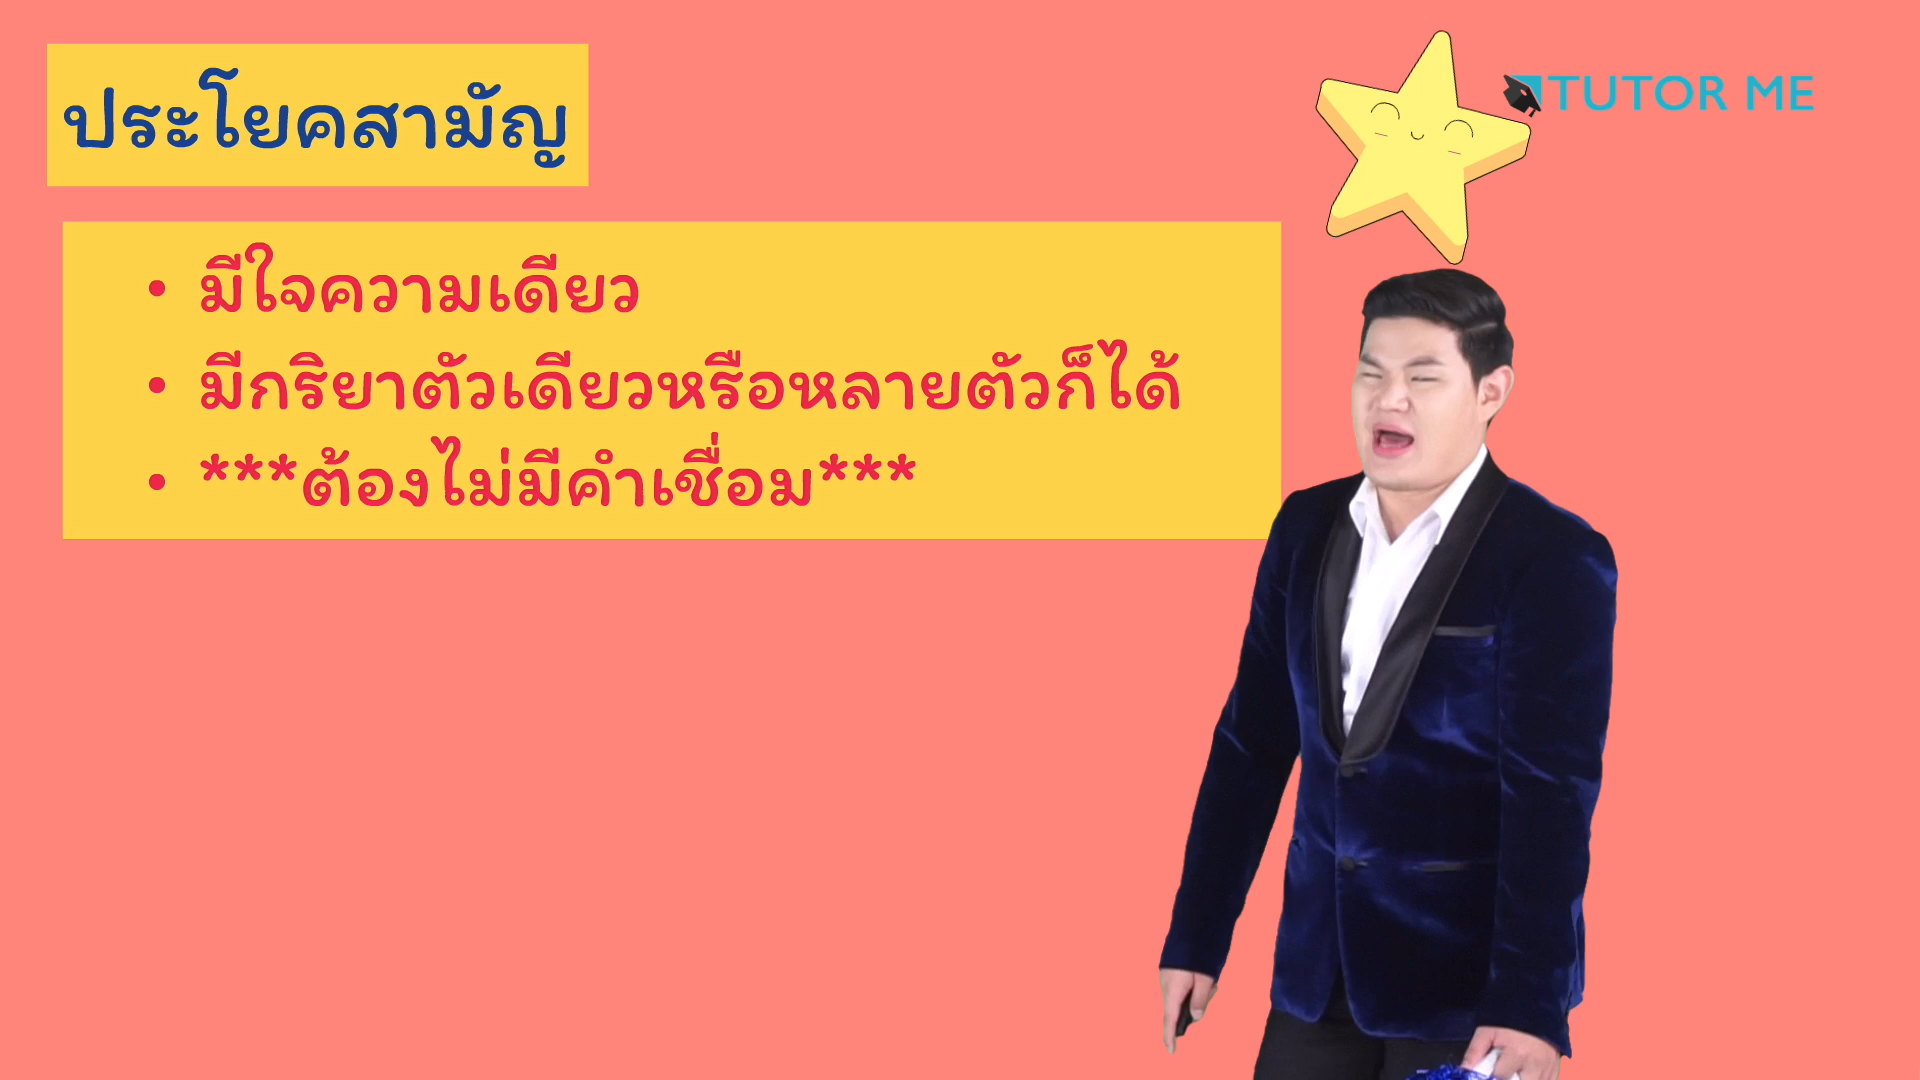 ประโยคสามัญ
TUTOR ME
• มีใจความเดียว
• มีกริยาตัวเดียวหรือหลายตัวก็ได้
• ***ต้องไม่มีคำเชื่อม***